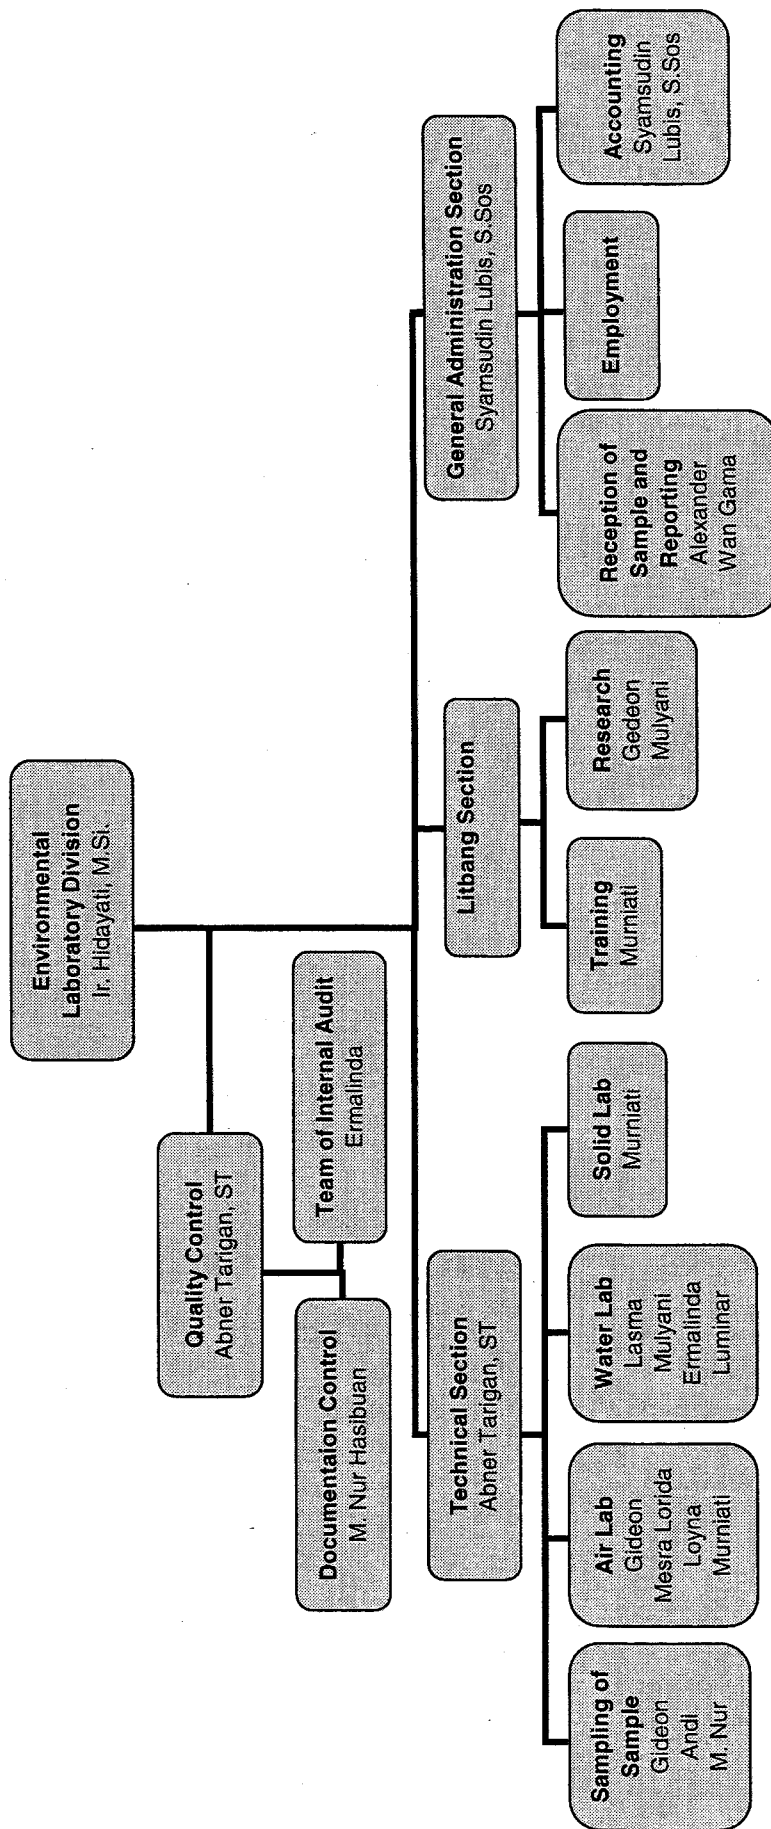 Environmental
Laboratory Division
Ir. Hidayati, M.Si.
Quality Control
Abner Tarigan, ST
Documentaion Control
M. Nur Hasibuan
Team of Internal Audit
Ermalinda
Technical Section
Abner Tarigan, ST
Litbang Section
General Administration Section
Syamsudin Lubis, S.Sos
Sampling of
Sample
Gideon
Andi
M. Nur
Air Lab
Gideon
Mesra Lorida
Loyna
Murniati
Water Lab
Lasma
Mulyani
Ermalinda
Luminar
Solid Lab
Murniati
Training
Murniati
Research
Gedeon
Mulyani
Reception of
Sample and
Reporting
Alexander
Wan Gama
Employment
Accounting
Syamsudin
Lubis, S.Sos